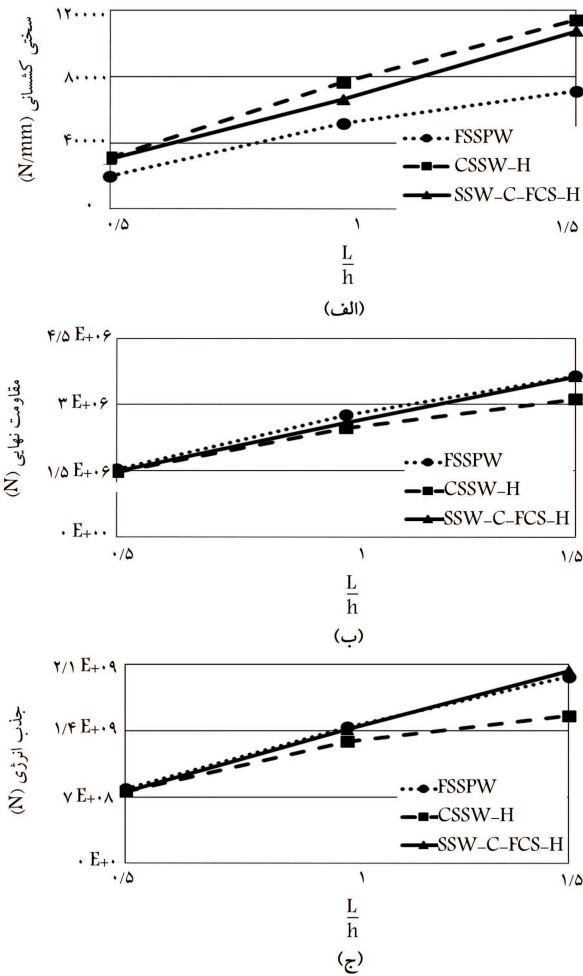 سختی کشسانی (N/mm)
۱۲۰۰۰۰
۸۰۰۰۰
۴۰۰۰۰
۰
FSSPW
CSSW-H
SSW-C-FCS-H
۰/۵
۱
۱/۵
L
h
(الف)
مقاومت نهایی (N)
۴/۵ E+۰۶
۳ E+۰۶
۱/۵ E+۰۶
۰ E+۰۰
FSSPW
CSSW-H
SSW-C-FCS-H
۰/۵
۱
۱/۵
L
h
(ب)
جذب انرژی (N)
۲/۱ E+۰۹
۱/۴ E+۰۹
۷ E+۰۸
۰ E+۰
FSSPW
CSSW-H
SSW-C-FCS-H
۰/۵
۱
۱/۵
L
h
(ج)